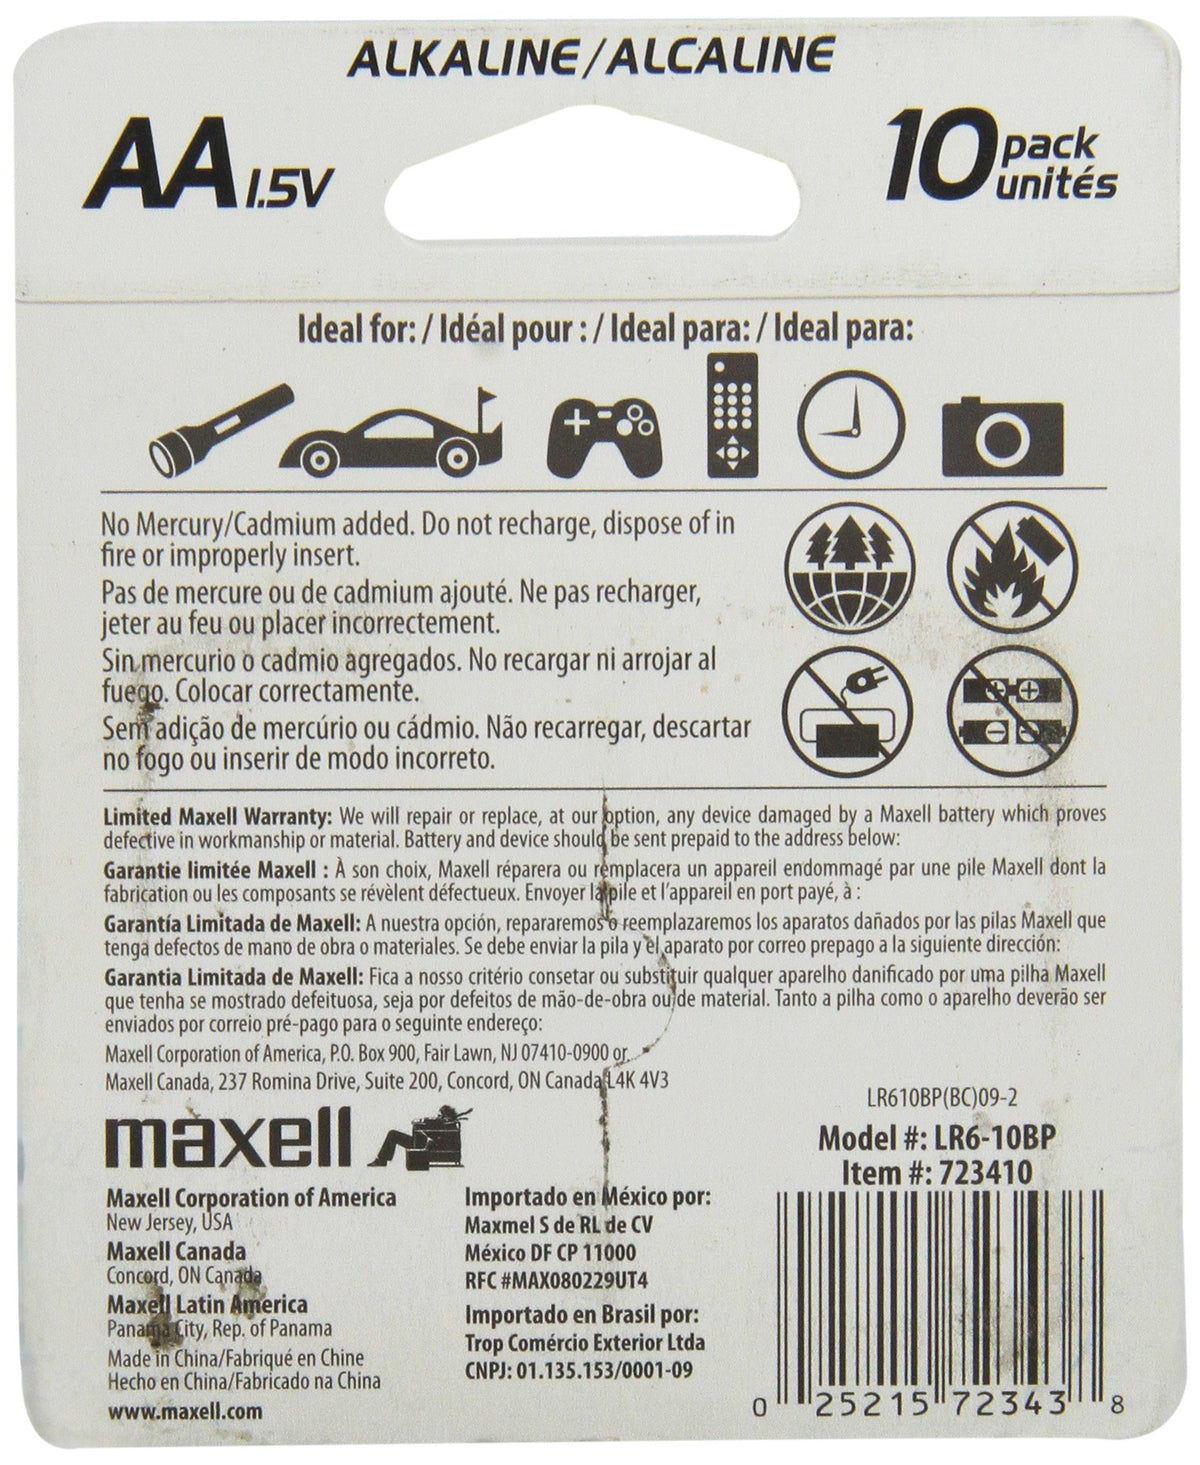 ALKALINE/ALCALINE
AA 1.5V
10 pack
unités
Ideal for: / Idéal pour : / Ideal para: / Ideal para:
No Mercury/Cadmium added. Do not recharge, dispose of in
fire or improperly insert.
Pas de mercure ou de cadmium ajouté. Ne pas recharger,
jeter au feu ou placer incorrectement.
Sin mercurio o cadmio agregados. No recargar ni arrojar al
fuego. Colocar correctamente.
Sem adição de mercúrio ou cádmio. Não recarregar, descartar
no fogo ou inserir de modo incorreto.
Limited Maxell Warranty: We will repair or replace, at our option, any device damaged by a Maxell battery which proves
defective in workmanship or material. Battery and device should be sent prepaid to the address below:
Garantie limitée Maxell : À son choix, Maxell réparera ou remplacera un appareil endommagé par une pile Maxell dont la
fabrication ou les composants se révèlent défectueux. Envoyer la pile et l'appareil en port payé, à :
Garantía Limitada de Maxell: A nuestra opción, repararemos o reemplazaremos los aparatos dañados por las pilas Maxell que
tenga defectos de mano de obra o materiales. Se debe enviar la pila y el aparato por correo prepago a la siguiente dirección:
Garantia Limitada de Maxell: Fica a nosso critério consetar ou substituir qualquer aparelho danificado por uma pilha Maxell
que tenha se mostrado defeituosa, seja por defeitos de mão-de-obra ou/de material. Tanto a pilha como o aparelho deverão ser
enviados por correio pré-pago para o seguinte endereço:
Maxell Corporation of America, P.O. Box 900, Fair Lawn, NJ 07410-0900 or
Maxell Canada, 237 Romina Drive, Suite 200, Concord, ON Canada L4K 4V3
maxell
Maxell Corporation of America
New Jersey, USA
Maxell Canada
Concord, ON Canada
Maxell Latin America
Panama City, Rep. of Panama
Made in China/Fabriqué en Chine
Hecho en China/Fabricado na China
www.maxell.com
Importado en México por:
Maxmel S de RL de CV
México DF CP 11000
RFC #MAX080229UT4
Importado en Brasil por:
Trop Comércio Exterior Ltda
CNPJ: 01.135.153/0001-09
LR610BP(BC)09-2
Model #: LR6-10BP
Item #: 723410
0 25215 72343 8